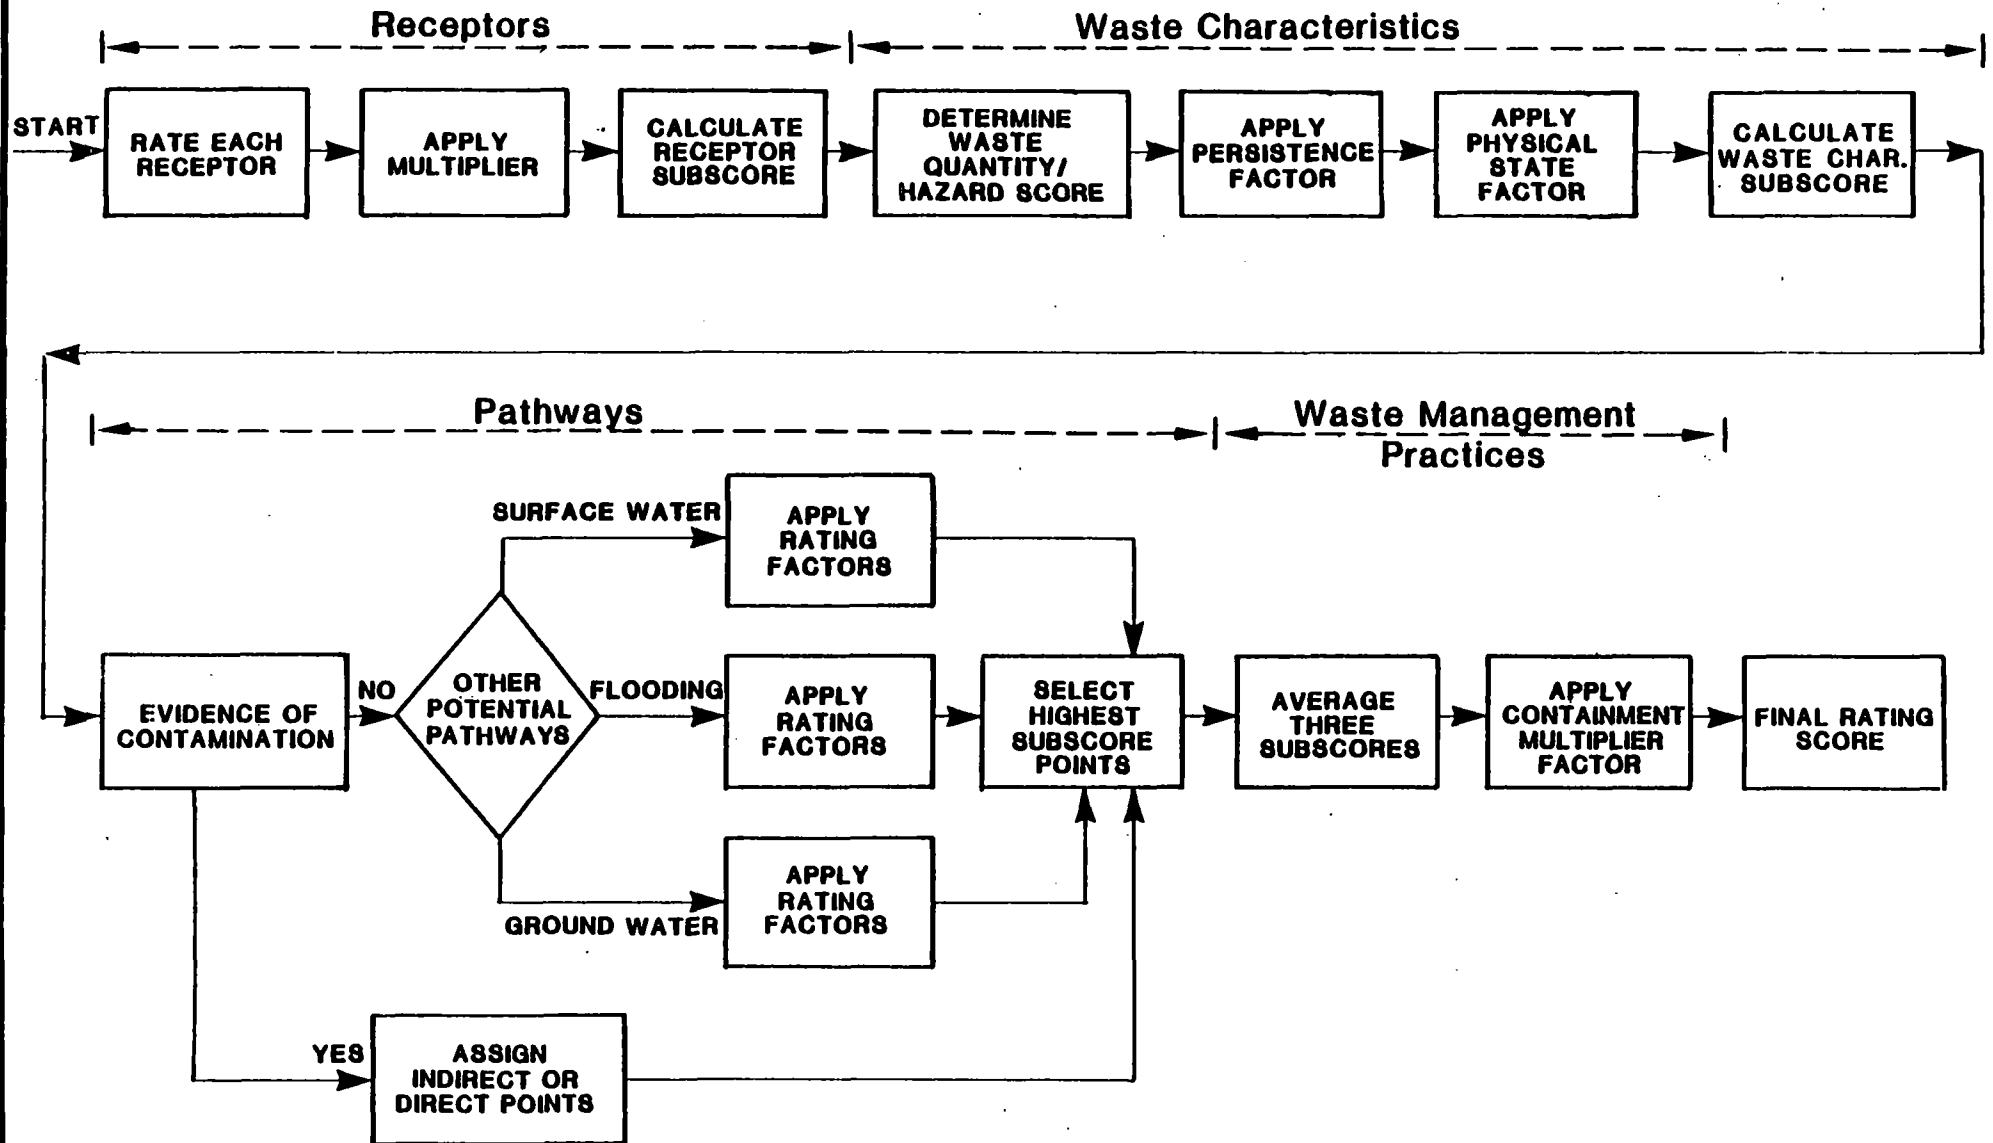 Receptors
Waste Characteristics
START
RATE EACH
RECEPTOR
APPLY
MULTIPLIER
CALCULATE
RECEPTOR
SUBSCORE
DETERMINE
WASTE
QUANTITY/
HAZARD SCORE
APPLY
PERSISTENCE
FACTOR
APPLY
PHYSICAL
STATE
FACTOR
CALCULATE
WASTE CHAR.
SUBSCORE
Pathways
Waste Management
Practices
SURFACE WATER
APPLY
RATING
FACTORS
EVIDENCE OF
CONTAMINATION
NO
OTHER
POTENTIAL
PATHWAYS
FLOODING
APPLY
RATING
FACTORS
SELECT
HIGHEST
SUBSCORE
POINTS
AVERAGE
THREE
SUBSCORES
APPLY
CONTAINMENT
MULTIPLIER
FACTOR
FINAL RATING
SCORE
GROUND WATER
APPLY
RATING
FACTORS
YES
ASSIGN
INDIRECT OR
DIRECT POINTS